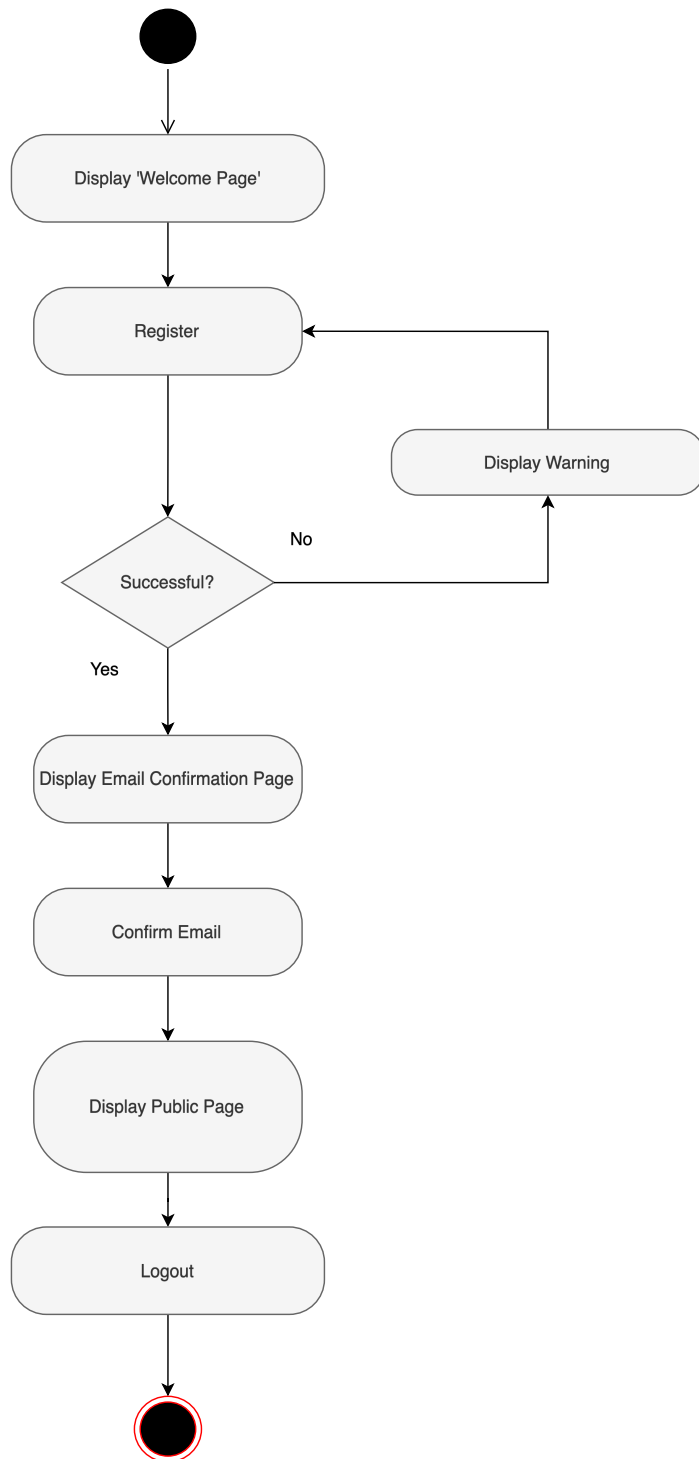 Display 'Welcome Page'
Register
Display Warning
No
Successful?
Yes
Display Email Confirmation Page
Confirm Email
Display Public Page
Logout